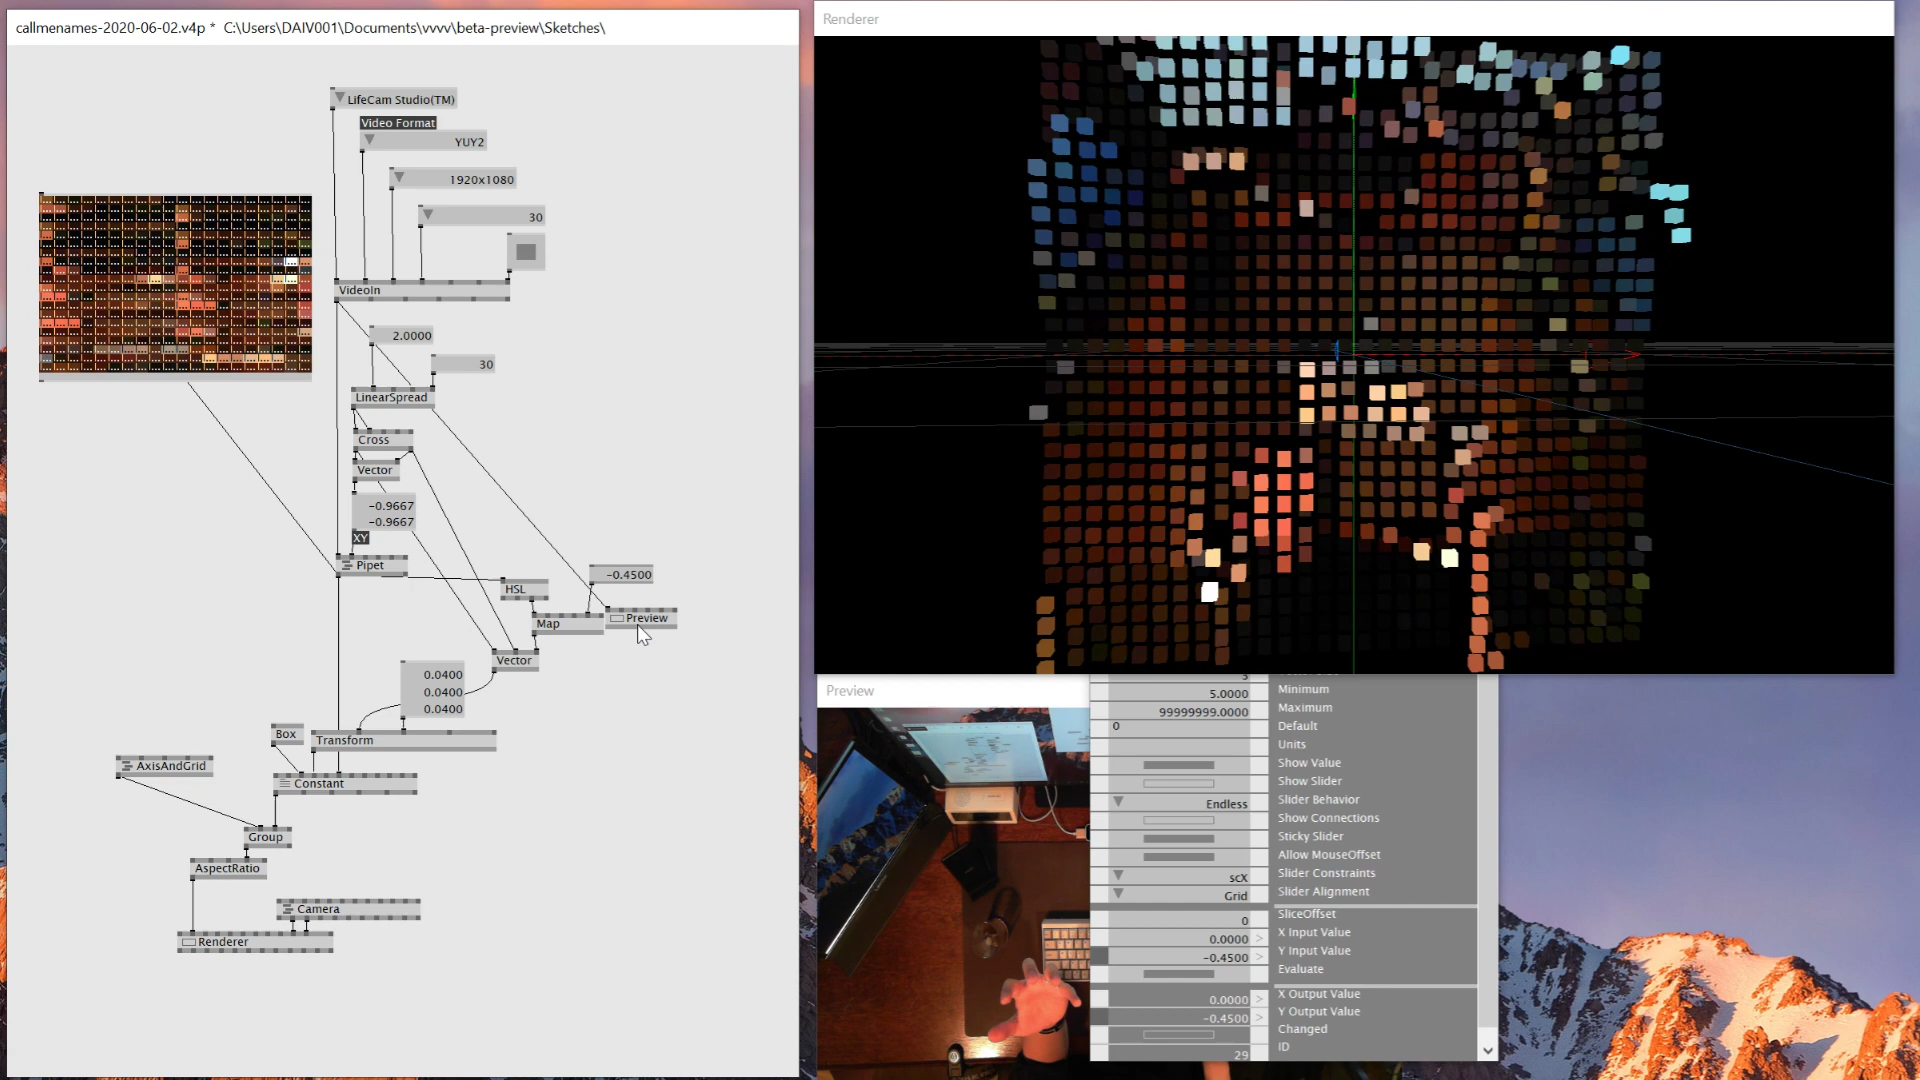 callmenames-2020-06-02.v4p * C:\Users\DAIV001\Documents\vvvv\beta-preview\Sketches\
LifeCam Studio(TM)
Video Format
YUY2
1920x1080
30
VideoIn
2.0000
30
LinearSpread
Cross
Vector
-0.9667
-0.9667
XY
Pipet
-0.4500
HSL
Map
Preview
Vector
0.0400
0.0400
0.0400
Box
Transform
AxisAndGrid
Constant
Group
AspectRatio
Camera
Renderer
Renderer
Preview
5.0000 Minimum
99999999.0000 Maximum
0 Default
Units
Show Value
Show Slider
Endless Slider Behavior
Show Connections
Sticky Slider
Allow MouseOffset
scX Slider Constraints
Grid Slider Alignment
0 SliceOffset
0.0000 > X Input Value
-0.4500 > Y Input Value
Evaluate
0.0000 > X Output Value
-0.4500 > Y Output Value
Changed
29 ID